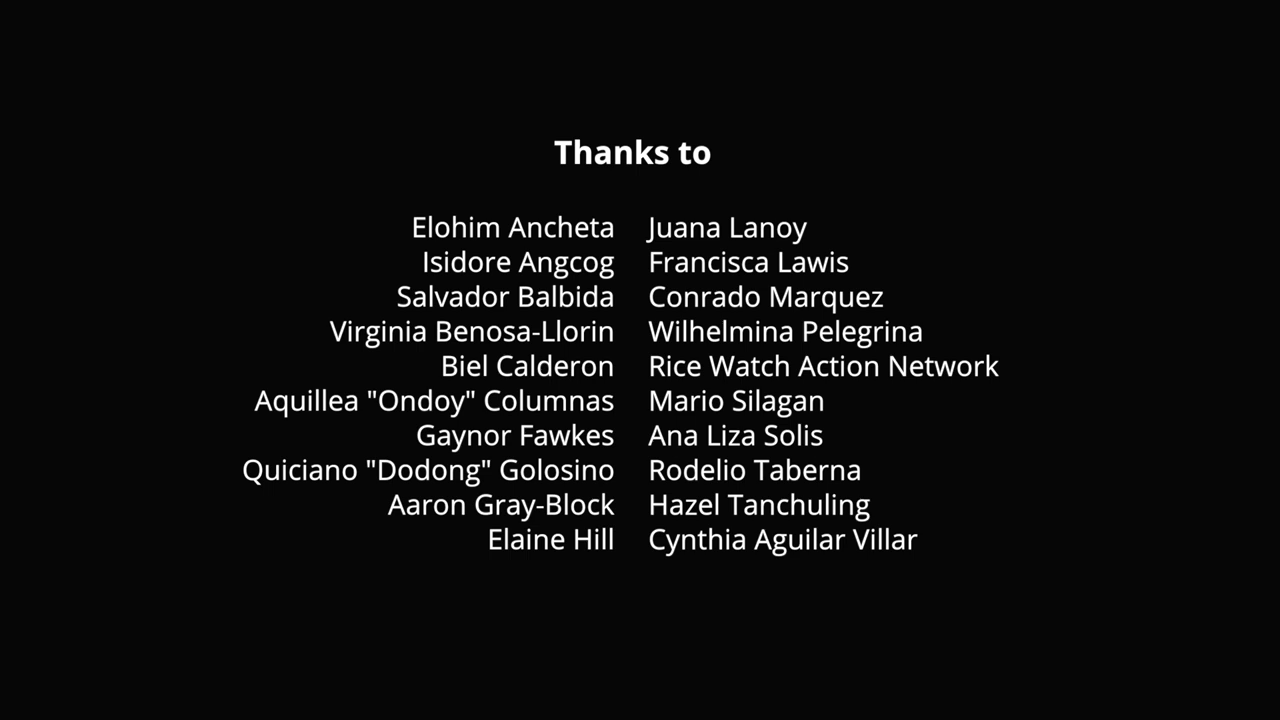 Thanks to
Elohim Ancheta
Isidore Angcog
Salvador Balbida
Virginia Benosa-Llorin
Biel Calderon
Aquillea "Ondoy" Columnas
Gaynor Fawkes
Quiciano "Dodong" Golosino
Aaron Gray-Block
Elaine Hill
Juana Lanoy
Francisca Lawis
Conrado Marquez
Wilhelmina Pelegrina
Rice Watch Action Network
Mario Silagan
Ana Liza Solis
Rodelio Taberna
Hazel Tanchuling
Cynthia Aguilar Villar